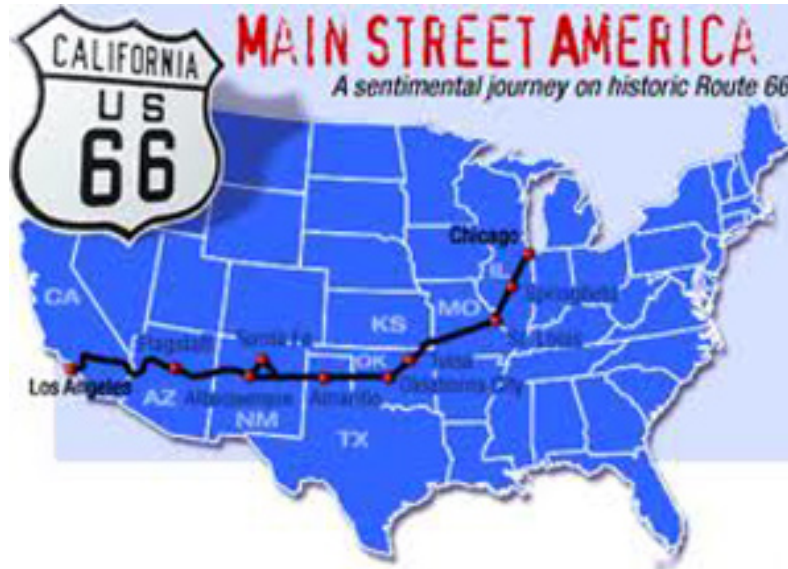 CALIFORNIA
US
66
MAIN STREET AMERICA
A sentimental journey on historic Route 66
Chicago
IL
Springfield
CA
MO
KS
St. Louis
Flagstaff
Santa Fe
OK
Tulsa
Los Angeles
AZ
Albuquerque
Amarillo
Oklahoma City
NM
TX